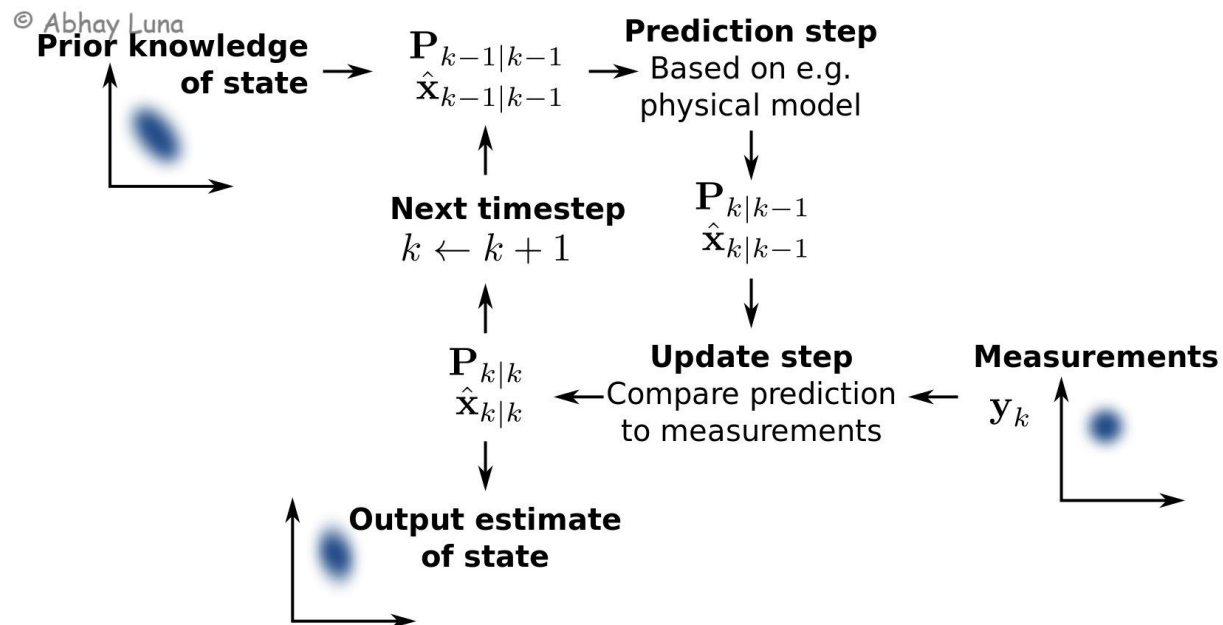 © Abhay Luna
Prior knowledge
of state
P_{k-1|k-1}
x̂_{k-1|k-1}
Prediction step
Based on e.g.
physical model
P_{k|k-1}
x̂_{k|k-1}
Next timestep
k ← k + 1
P_{k|k}
x̂_{k|k}
Update step
Compare prediction
to measurements
Measurements
y_k
Output estimate
of state